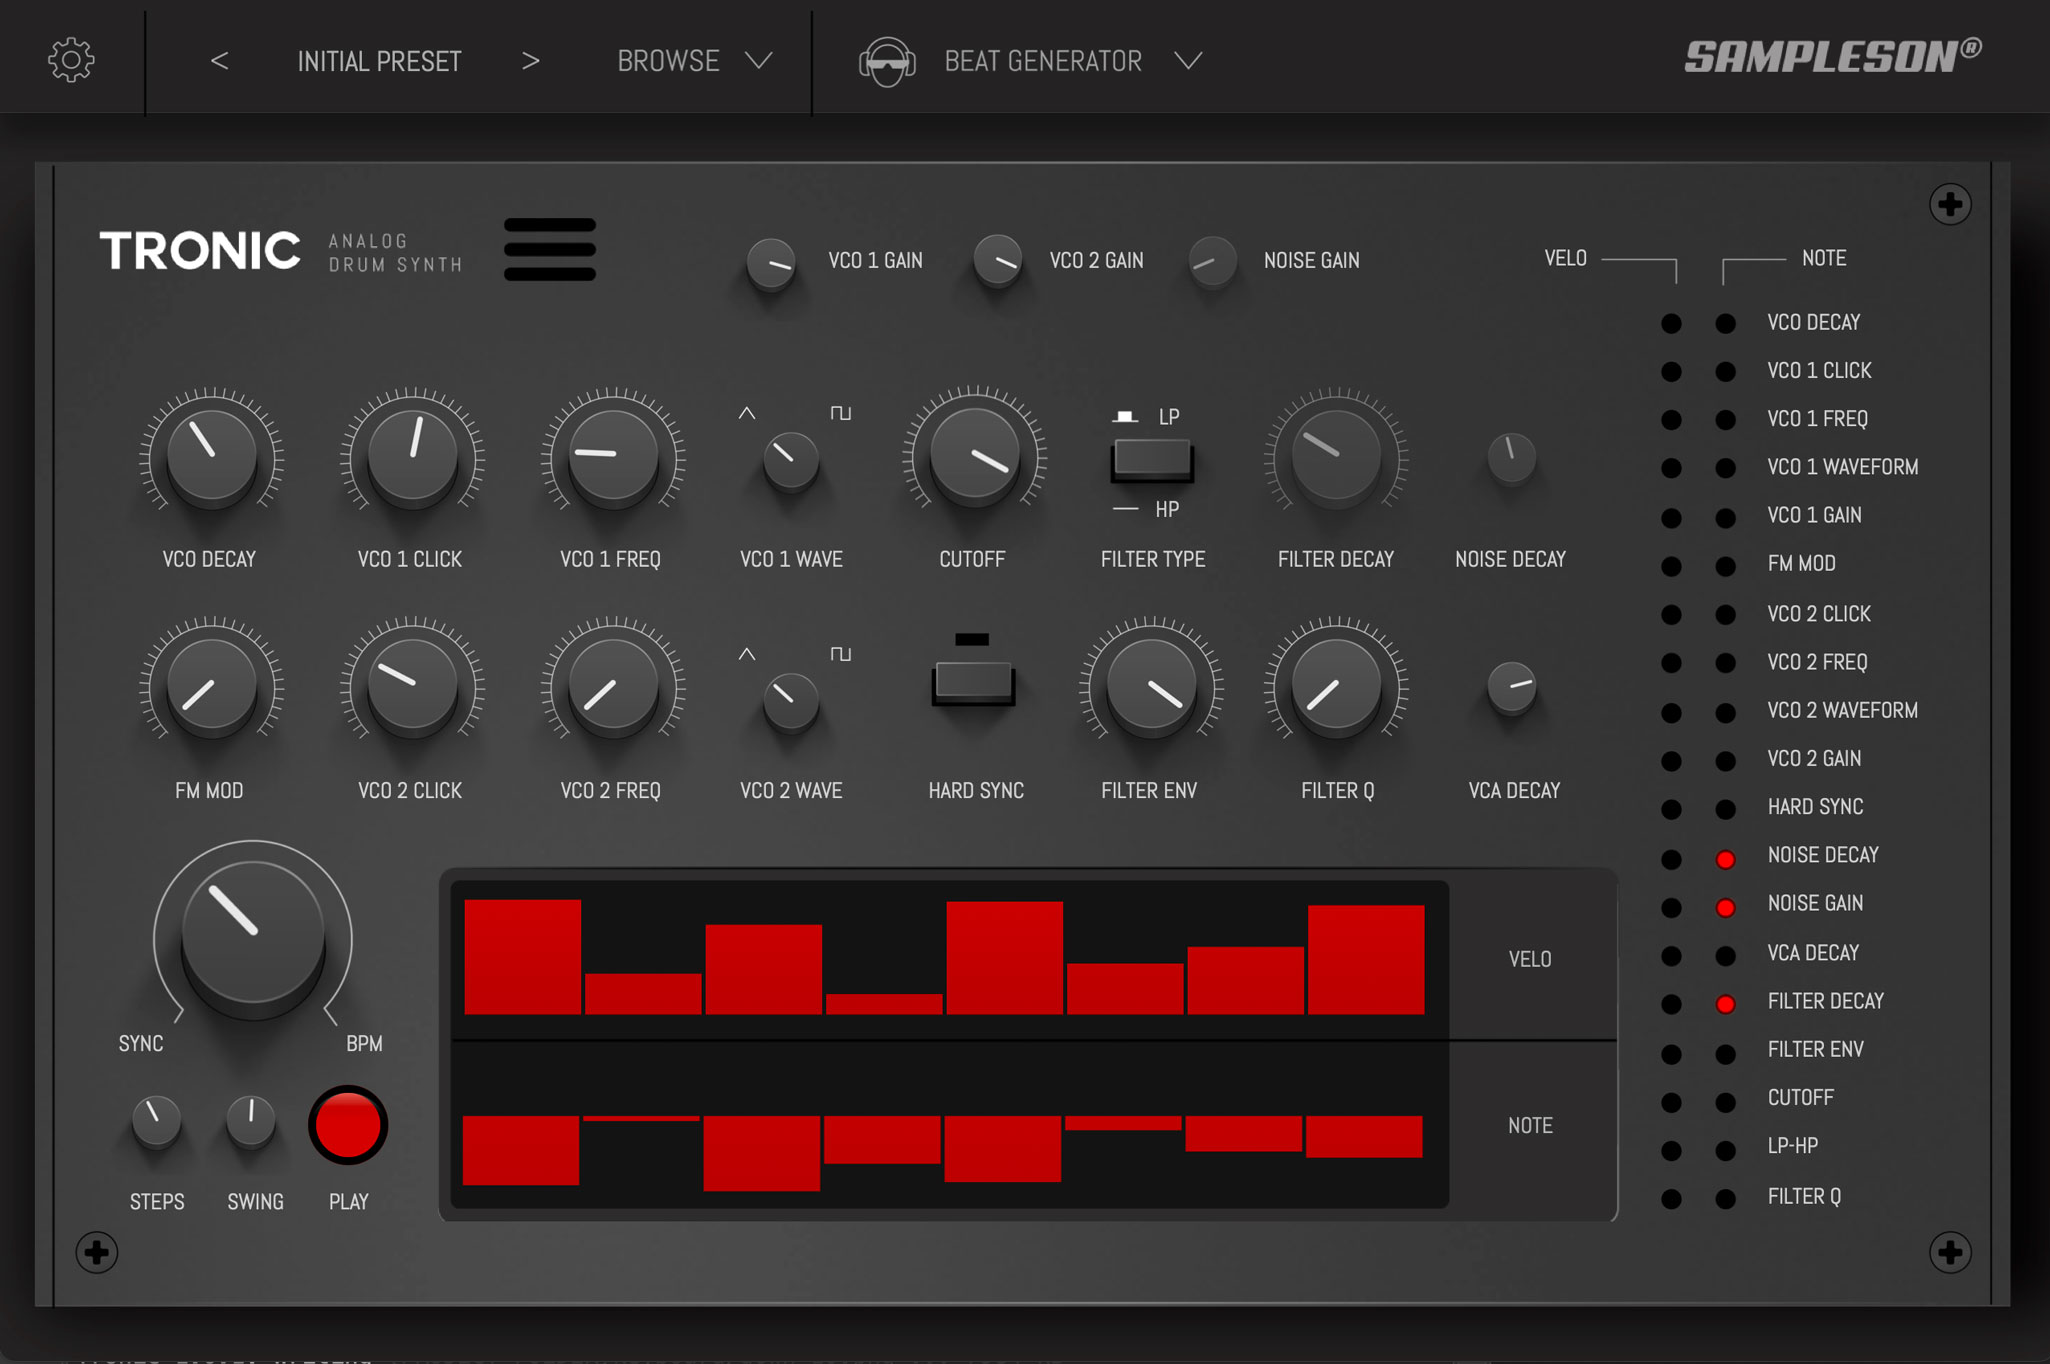 < INITIAL PRESET > BROWSE BEAT GENERATOR SAMPLESON®
TRONIC
ANALOG
DRUM SYNTH
VCO 1 GAIN VCO 2 GAIN NOISE GAIN
VELO NOTE
LP
HP
VCO DECAY VCO 1 CLICK VCO 1 FREQ VCO 1 WAVE CUTOFF FILTER TYPE FILTER DECAY NOISE DECAY
FM MOD VCO 2 CLICK VCO 2 FREQ VCO 2 WAVE HARD SYNC FILTER ENV FILTER Q VCA DECAY
SYNC BPM
STEPS SWING PLAY
VELO
NOTE
VCO DECAY
VCO 1 CLICK
VCO 1 FREQ
VCO 1 WAVEFORM
VCO 1 GAIN
FM MOD
VCO 2 CLICK
VCO 2 FREQ
VCO 2 WAVEFORM
VCO 2 GAIN
HARD SYNC
NOISE DECAY
NOISE GAIN
VCA DECAY
FILTER DECAY
FILTER ENV
CUTOFF
LP-HP
FILTER Q